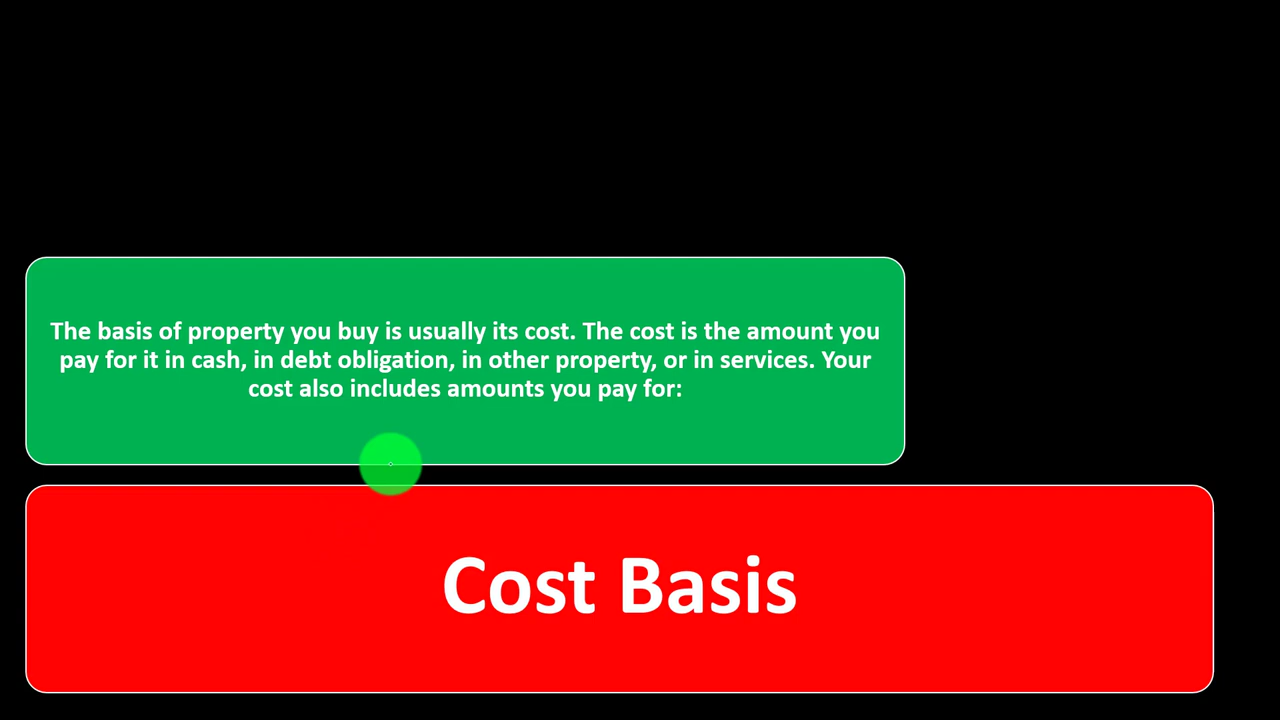 The basis of property you buy is usually its cost. The cost is the amount you
pay for it in cash, in debt obligation, in other property, or in services. Your
cost also includes amounts you pay for:
Cost Basis